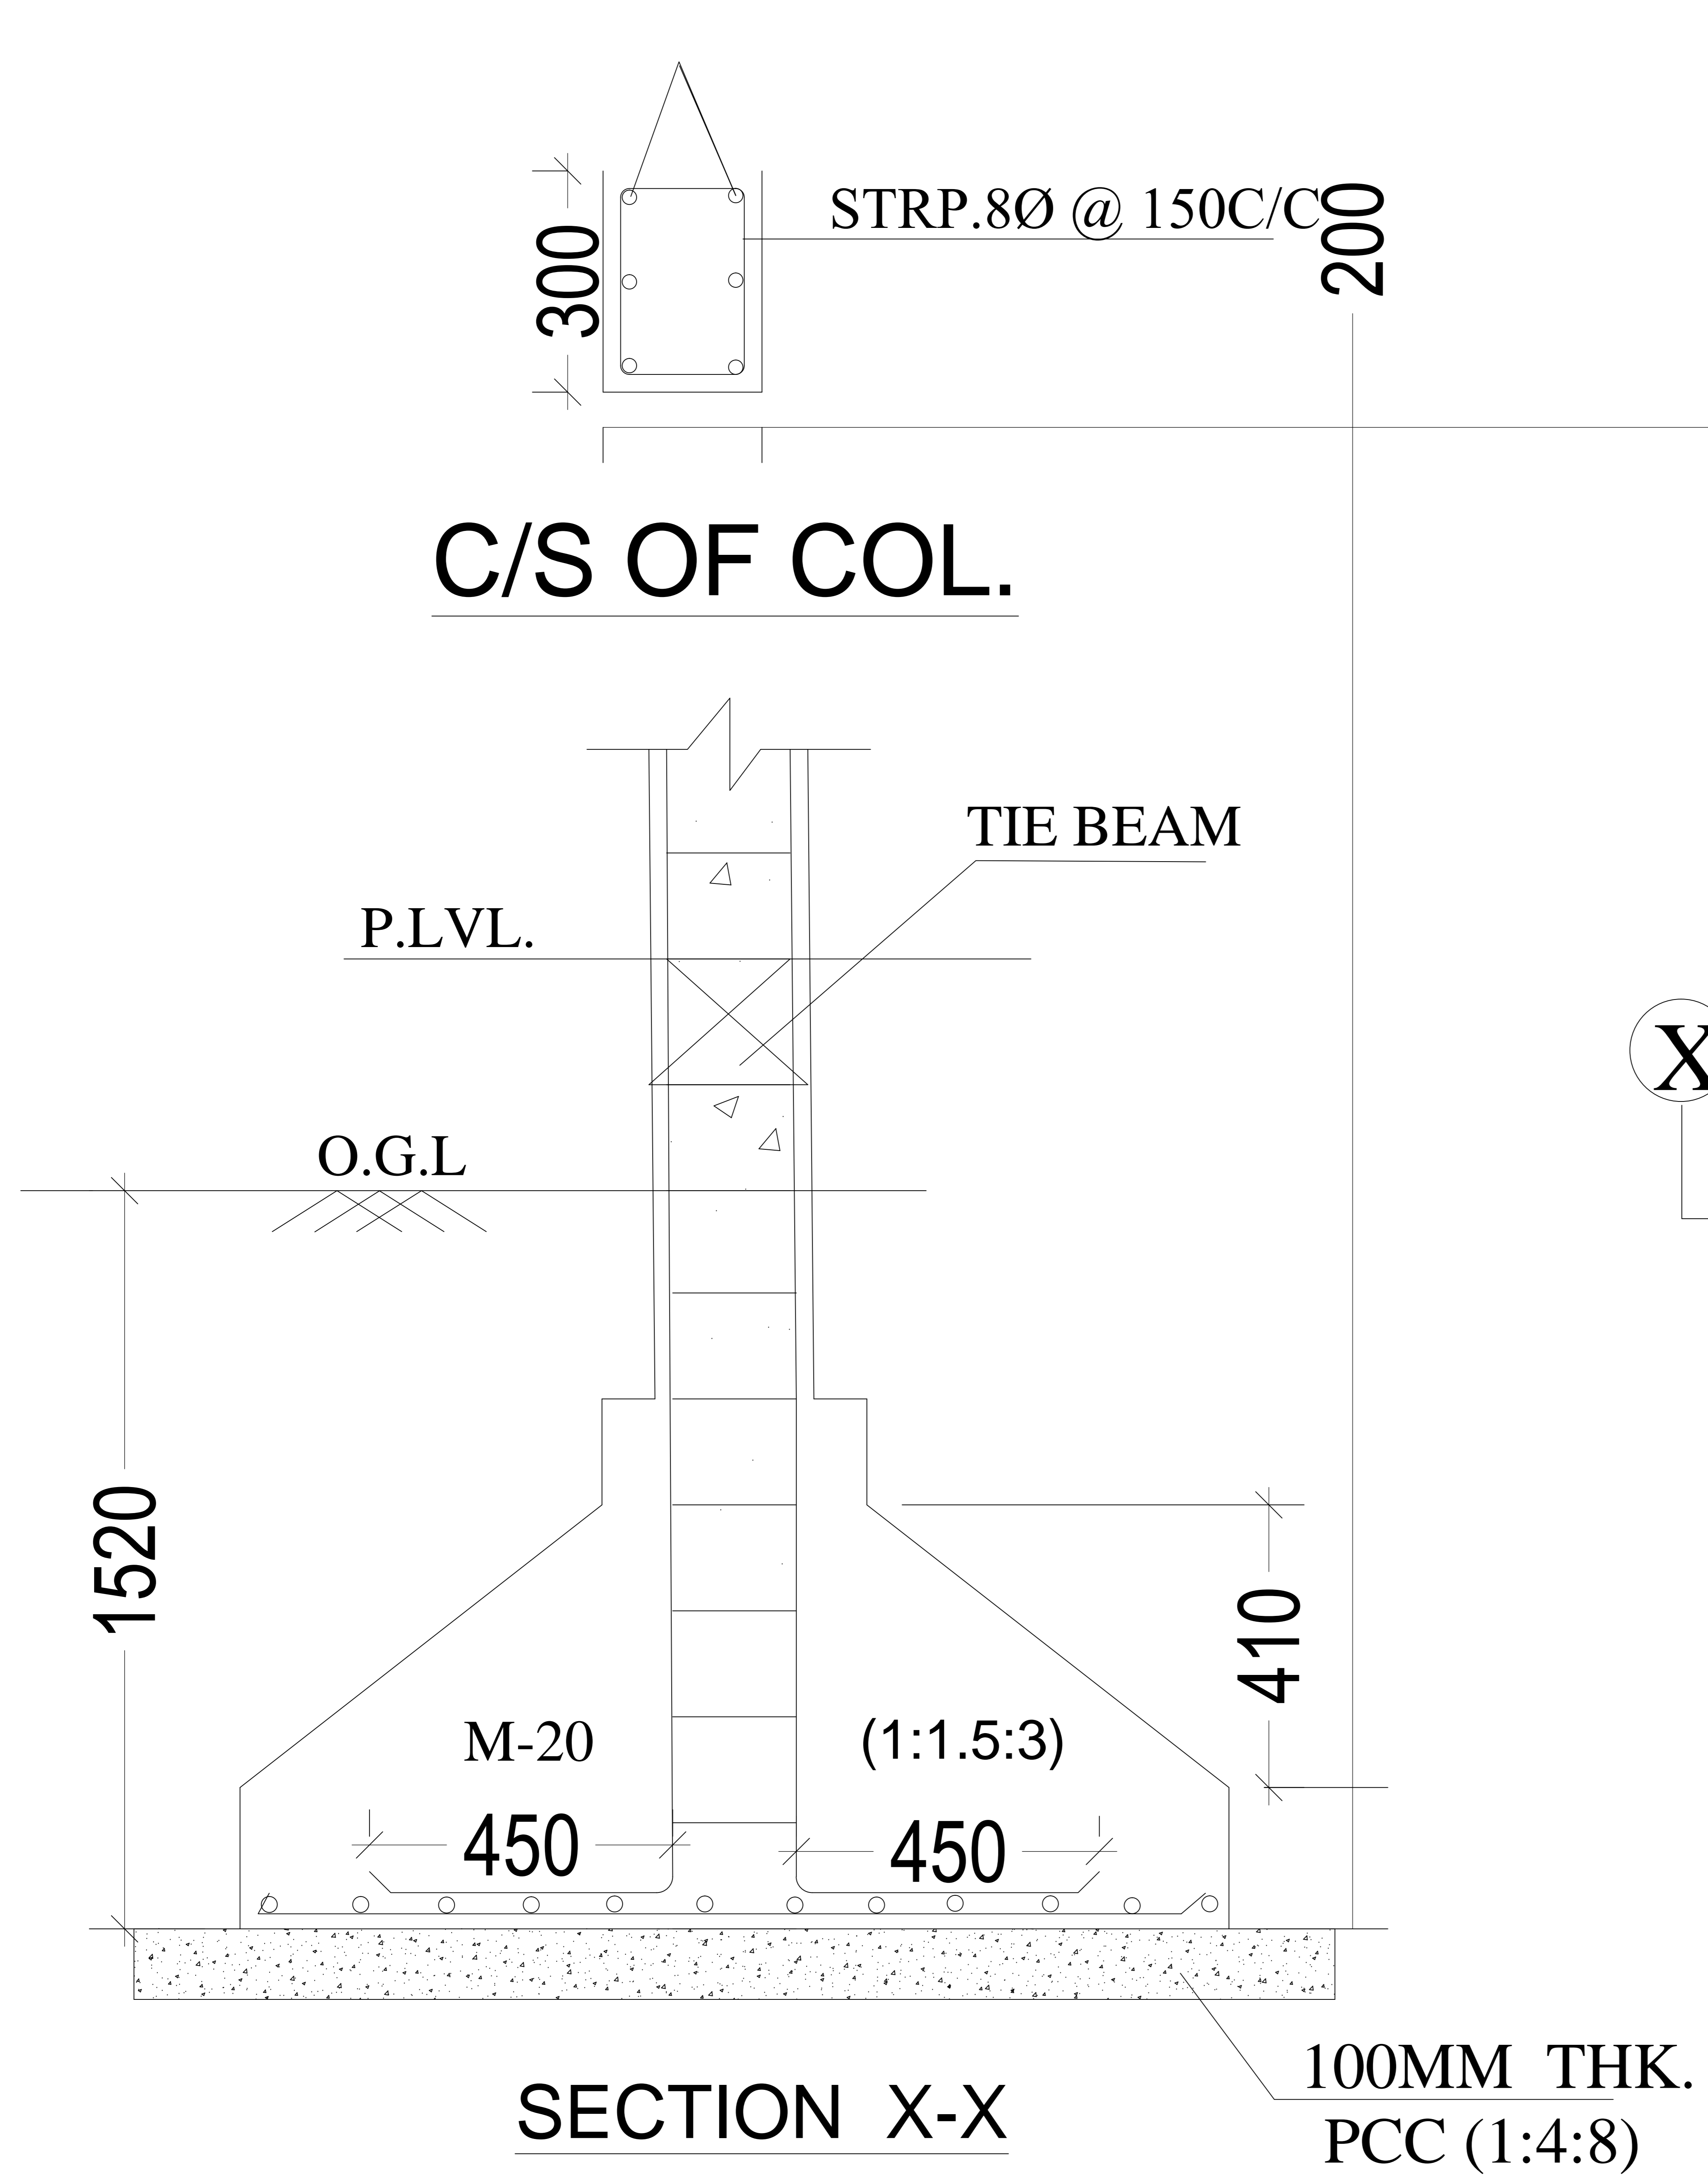 STRP.8Ø @ 150C/C
200
300
C/S OF COL.
TIE BEAM
P.LVL.
X
O.G.L
1520
410
M-20
(1:1.5:3)
450
450
100MM THK.
PCC (1:4:8)
SECTION X-X